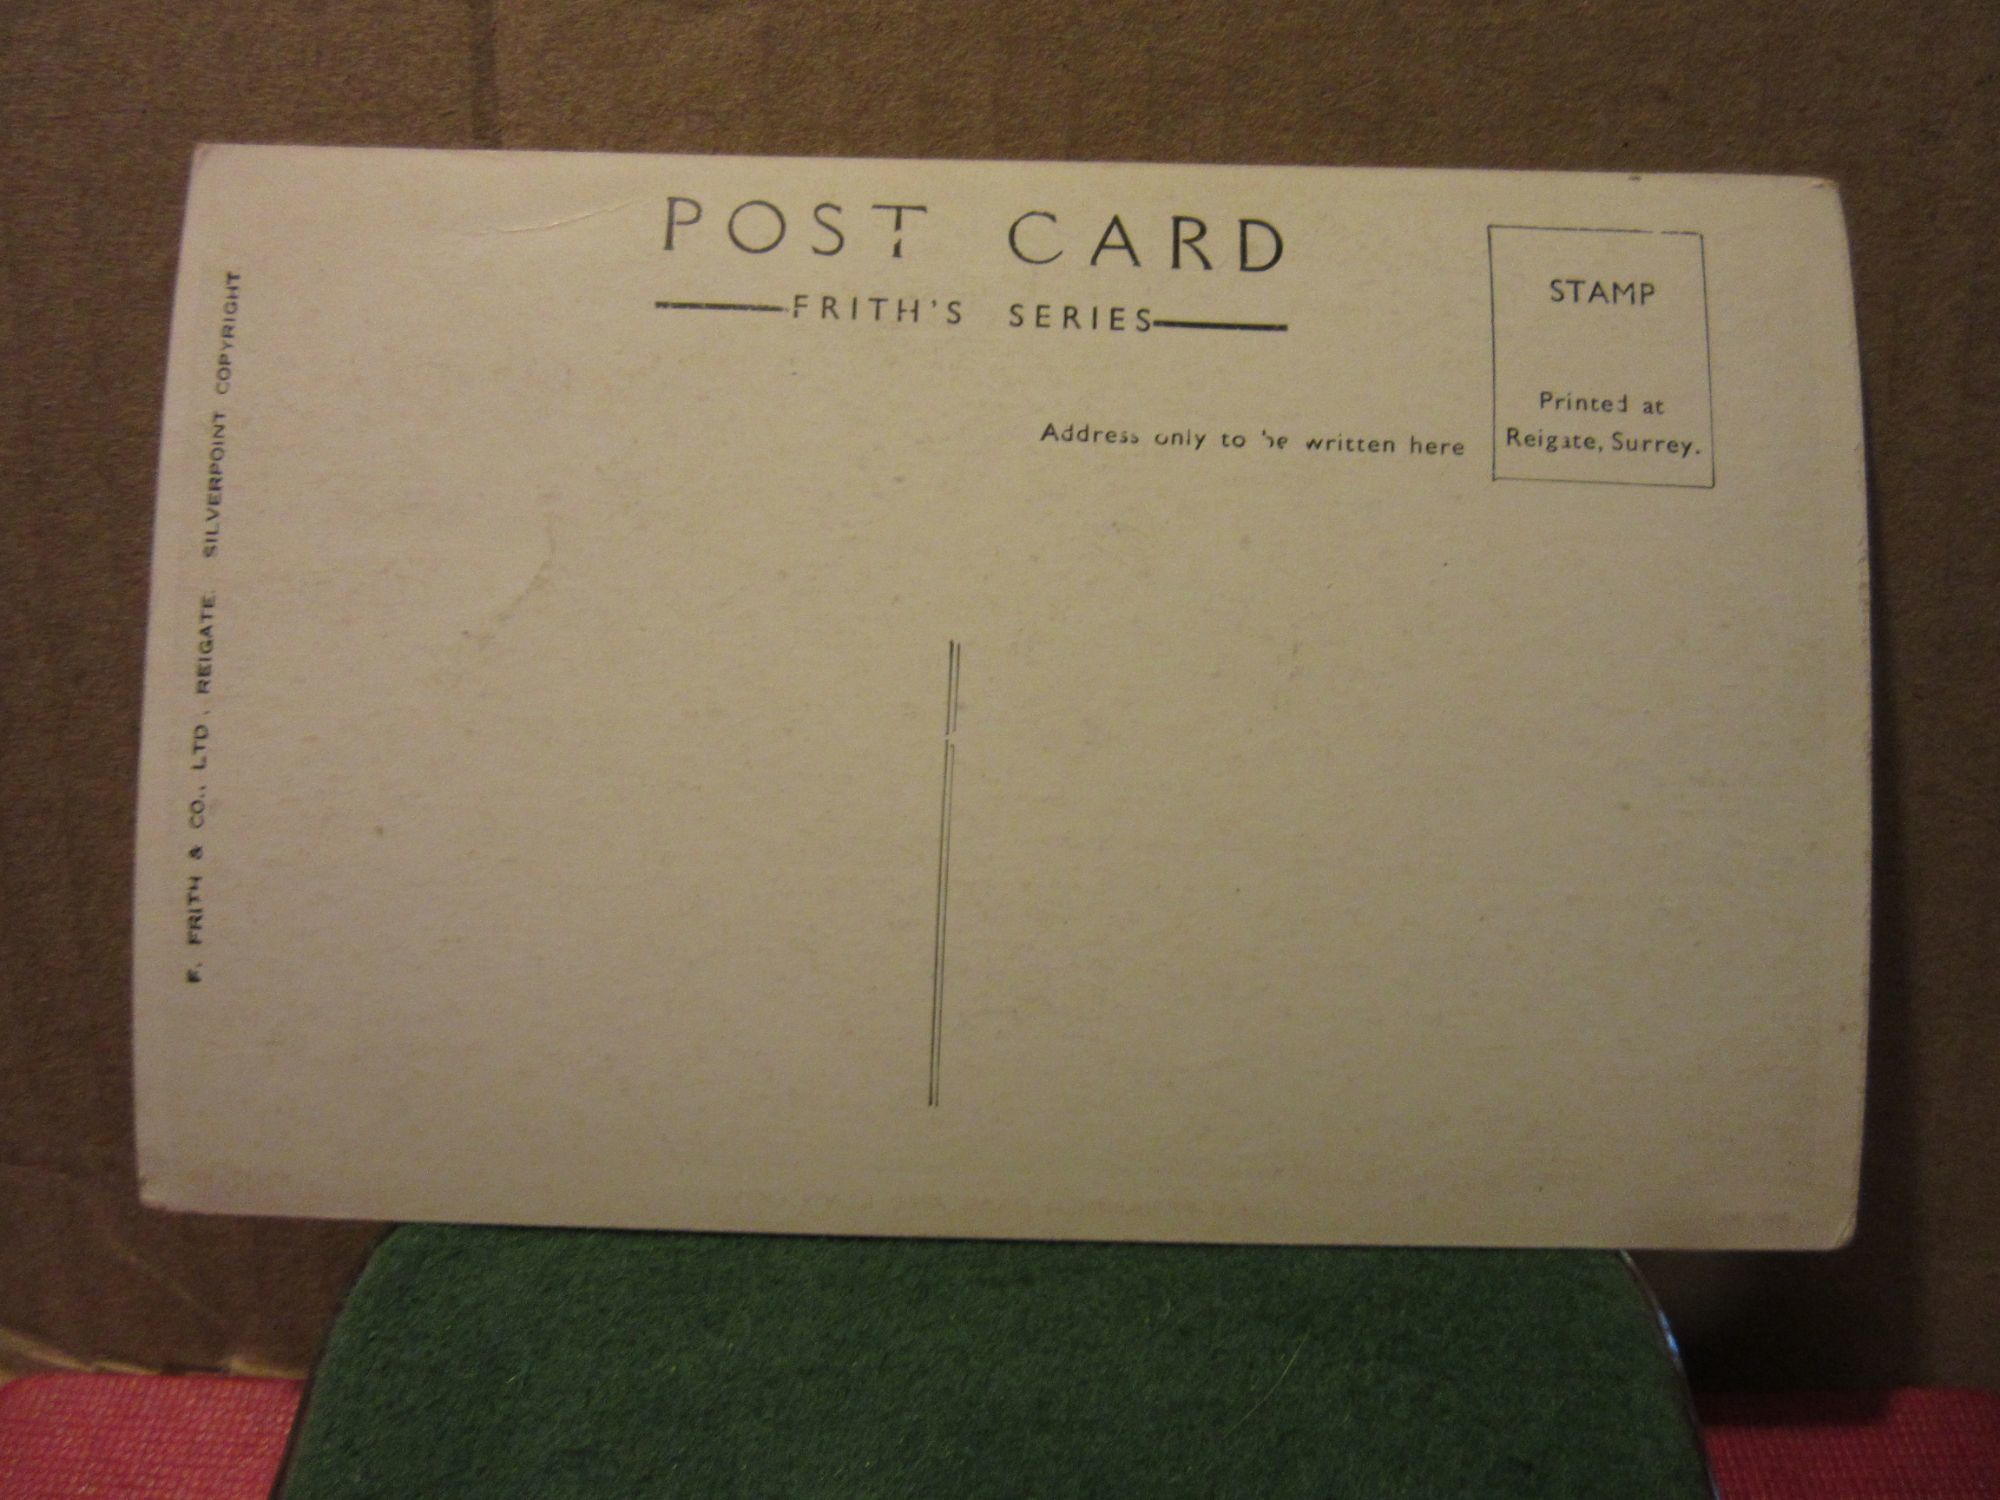 POST CARD
FRITH'S SERIES
STAMP
Printed at
Reigate, Surrey.
Address only to be written here
F. FRITH & CO., LTD., REIGATE. SILVERPOINT COPYRIGHT